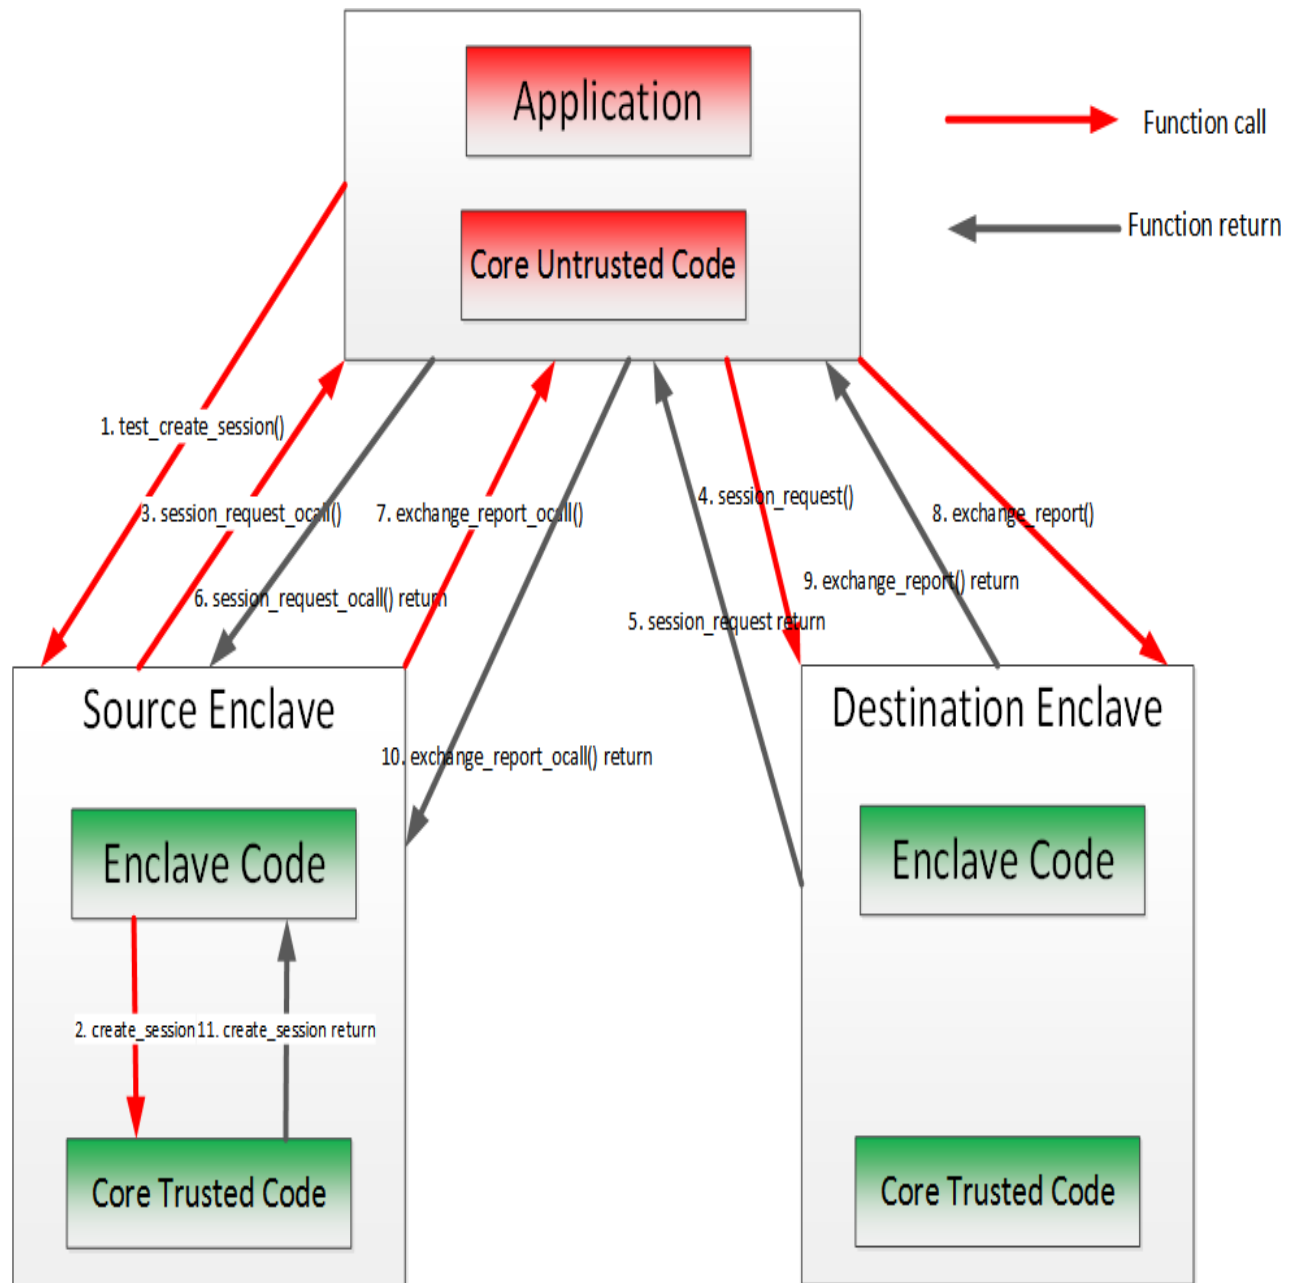 Application
Function call
Function return
Core Untrusted Code
1. test_create_session()
3. session_request_ocall()
7. exchange_report_ocall()
4. session_request()
8. exchange_report()
6. session_request_ocall() return
9. exchange_report() return
5. session_request return
Source Enclave
Destination Enclave
10. exchange_report_ocall() return
Enclave Code
Enclave Code
2. create_session
11. create_session return
Core Trusted Code
Core Trusted Code